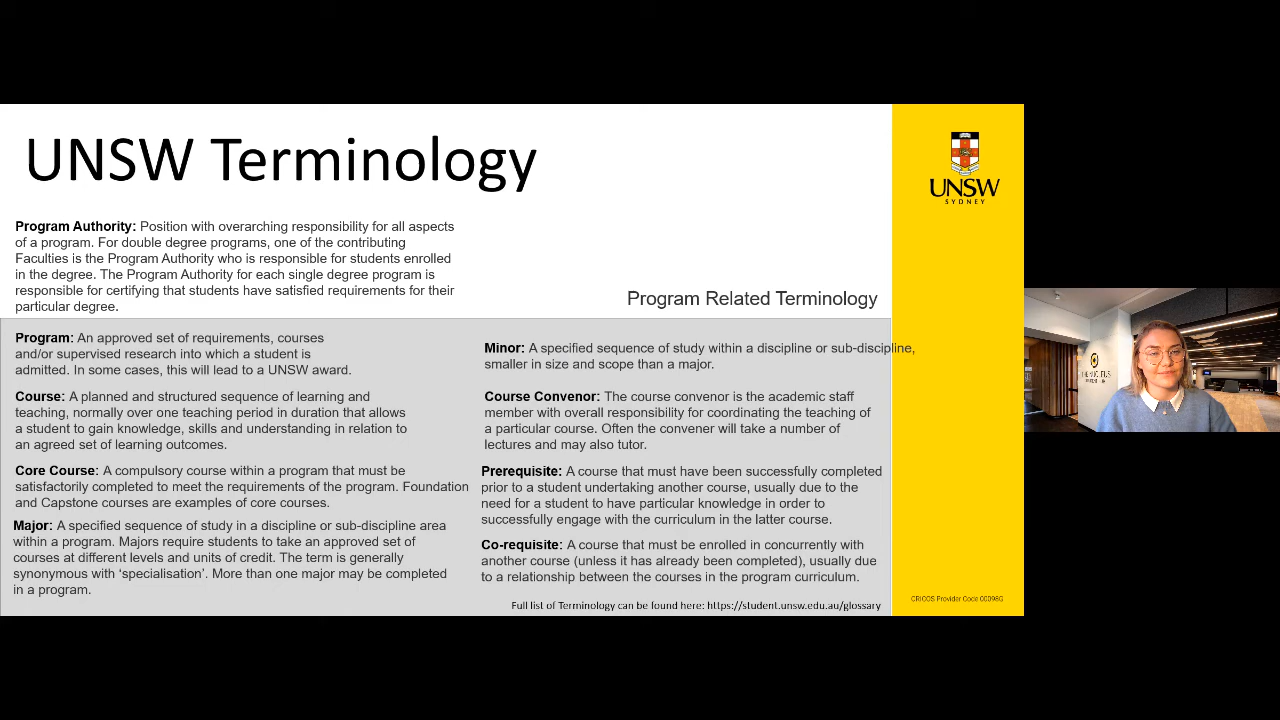 UNSW Terminology
Program Authority: Position with overarching responsibility for all aspects
of a program. For double degree programs, one of the contributing
Faculties is the Program Authority who is responsible for students enrolled
in the degree. The Program Authority for each single degree program is
responsible for certifying that students have satisfied requirements for their
particular degree.
Program Related Terminology
Program: An approved set of requirements, courses
and/or supervised research into which a student is
admitted. In some cases, this will lead to a UNSW award.
Course: A planned and structured sequence of learning and
teaching, normally over one teaching period in duration that allows
a student to gain knowledge, skills and understanding in relation to
an agreed set of learning outcomes.
Core Course: A compulsory course within a program that must be
satisfactorily completed to meet the requirements of the program. Foundation
and Capstone courses are examples of core courses.
Major: A specified sequence of study in a discipline or sub-discipline area
within a program. Majors require students to take an approved set of
courses at different levels and units of credit. The term is generally
synonymous with ‘specialisation’. More than one major may be completed
in a program.
Minor: A specified sequence of study within a discipline or sub-discipline,
smaller in size and scope than a major.
Course Convenor: The course convenor is the academic staff
member with overall responsibility for coordinating the teaching of
a particular course. Often the convener will take a number of
lectures and may also tutor.
Prerequisite: A course that must have been successfully completed
prior to a student undertaking another course, usually due to the
need for a student to have particular knowledge in order to
successfully engage with the curriculum in the latter course.
Co-requisite: A course that must be enrolled in concurrently with
another course (unless it has already been completed), usually due
to a relationship between the courses in the program curriculum.
Full list of Terminology can be found here: https://student.unsw.edu.au/glossary
UNSW
SYDNEY
CRICOS Provider Code 00098G
THE NUCLEUS